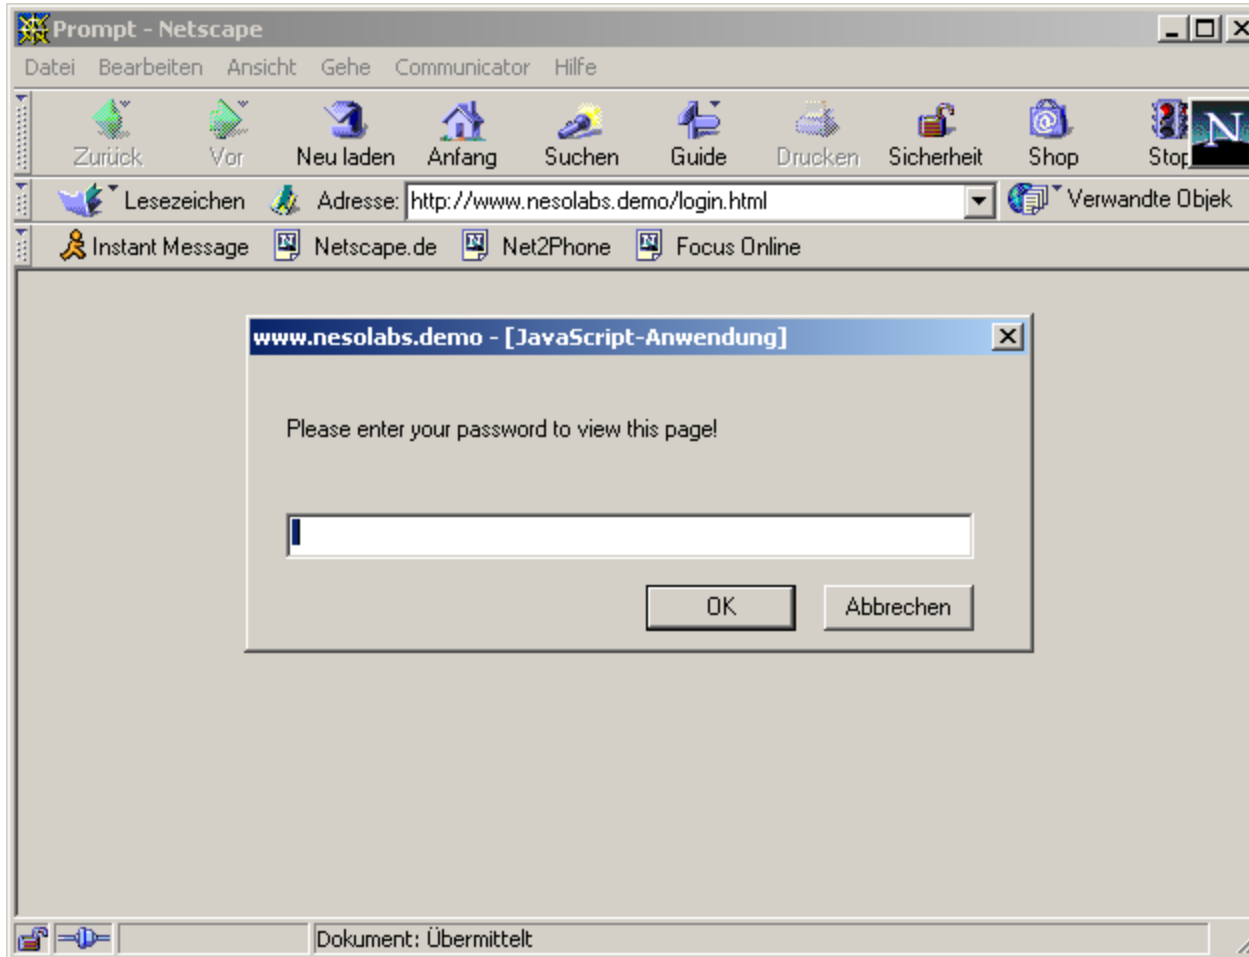 Prompt - Netscape
Datei Bearbeiten Ansicht Gehe Communicator Hilfe
Zurück Vor Neu laden Anfang Suchen Guide Drucken Sicherheit Shop Stop
N
Lesezeichen Adresse: http://www.nesolabs.demo/login.html Verwandte Objek
Instant Message Netscape.de Net2Phone Focus Online
www.nesolabs.demo - [JavaScript-Anwendung]
Please enter your password to view this page!
OK Abbrechen
Dokument: Übermittelt